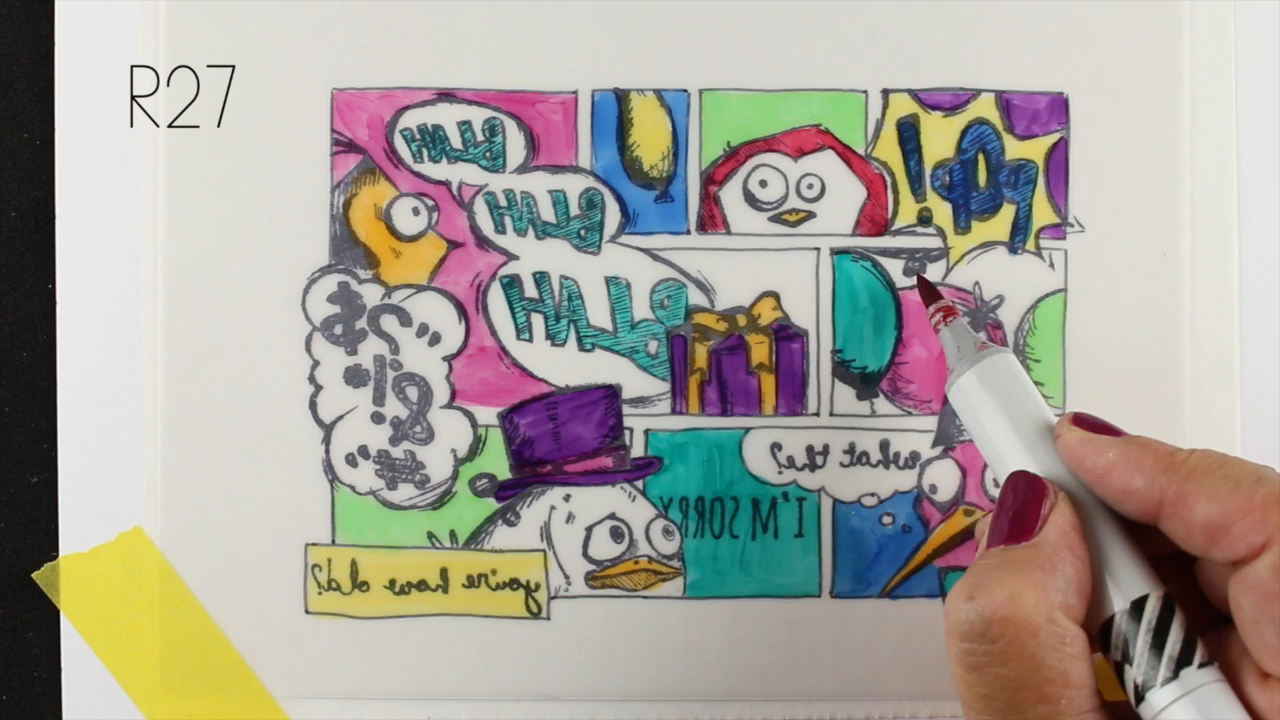 R27
BLAH
BLAH
BLAH
POP!
"?
&!*
#;,
what the?
I'M SORRY
you're how old?